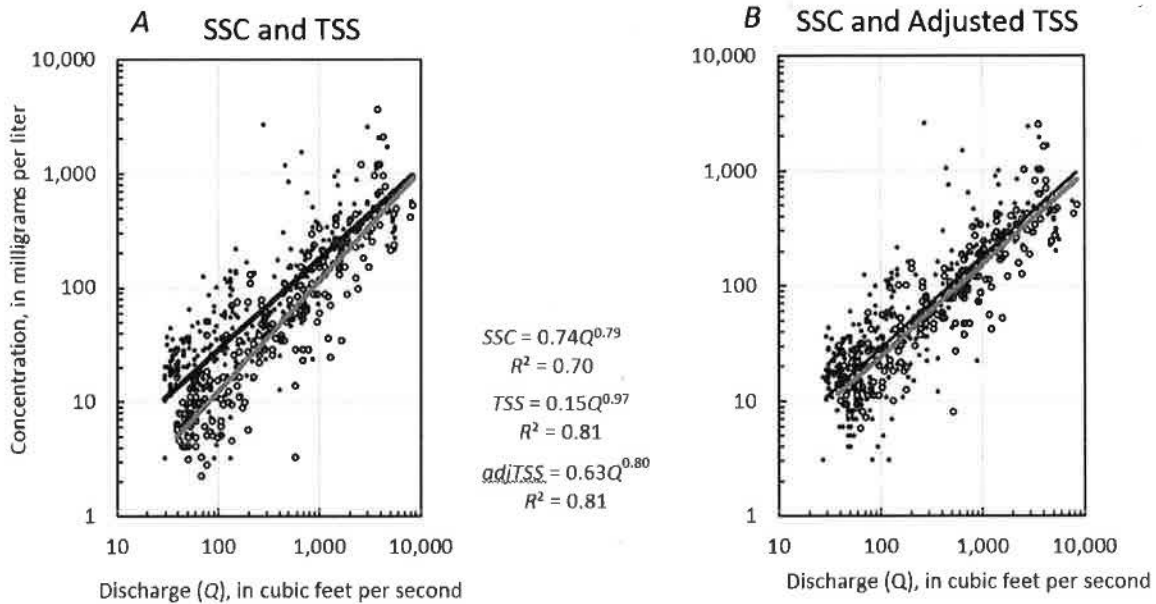 A SSC and TSS
10,000
1,000
100
10
1
10 100 1,000 10,000
Concentration, in milligrams per liter
Discharge (Q), in cubic feet per second
SSC = 0.74Q^0.79
R² = 0.70
TSS = 0.15Q^0.97
R² = 0.81
adjTSS = 0.63Q^0.80
R² = 0.81
B SSC and Adjusted TSS
10,000
1,000
100
10
1
10 100 1,000 10,000
Discharge (Q), in cubic feet per second